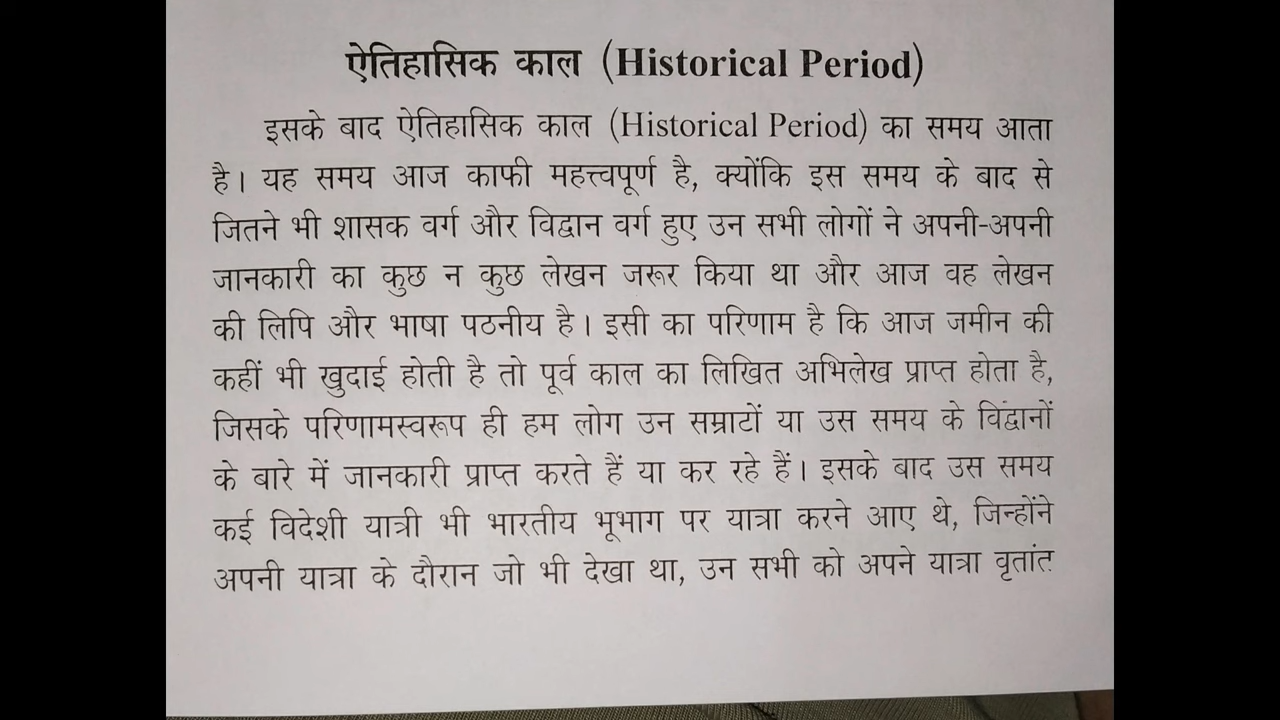 ऐतिहासिक काल (Historical Period)
इसके बाद ऐतिहासिक काल (Historical Period) का समय आता
है। यह समय आज काफी महत्त्वपूर्ण है, क्योंकि इस समय के बाद से
जितने भी शासक वर्ग और विद्वान वर्ग हुए उन सभी लोगों ने अपनी-अपनी
जानकारी का कुछ न कुछ लेखन जरूर किया था और आज वह लेखन
की लिपि और भाषा पठनीय है। इसी का परिणाम है कि आज जमीन की
कहीं भी खुदाई होती है तो पूर्व काल का लिखित अभिलेख प्राप्त होता है,
जिसके परिणामस्वरूप ही हम लोग उन सम्राटों या उस समय के विद्वानों
के बारे में जानकारी प्राप्त करते हैं या कर रहे हैं। इसके बाद उस समय
कई विदेशी यात्री भी भारतीय भूभाग पर यात्रा करने आए थे, जिन्होंने
अपनी यात्रा के दौरान जो भी देखा था, उन सभी को अपने यात्रा वृतांत